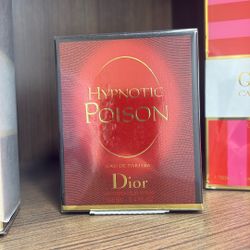 HYPNOTIC
POISON
EAU DE PARFUM
Dior